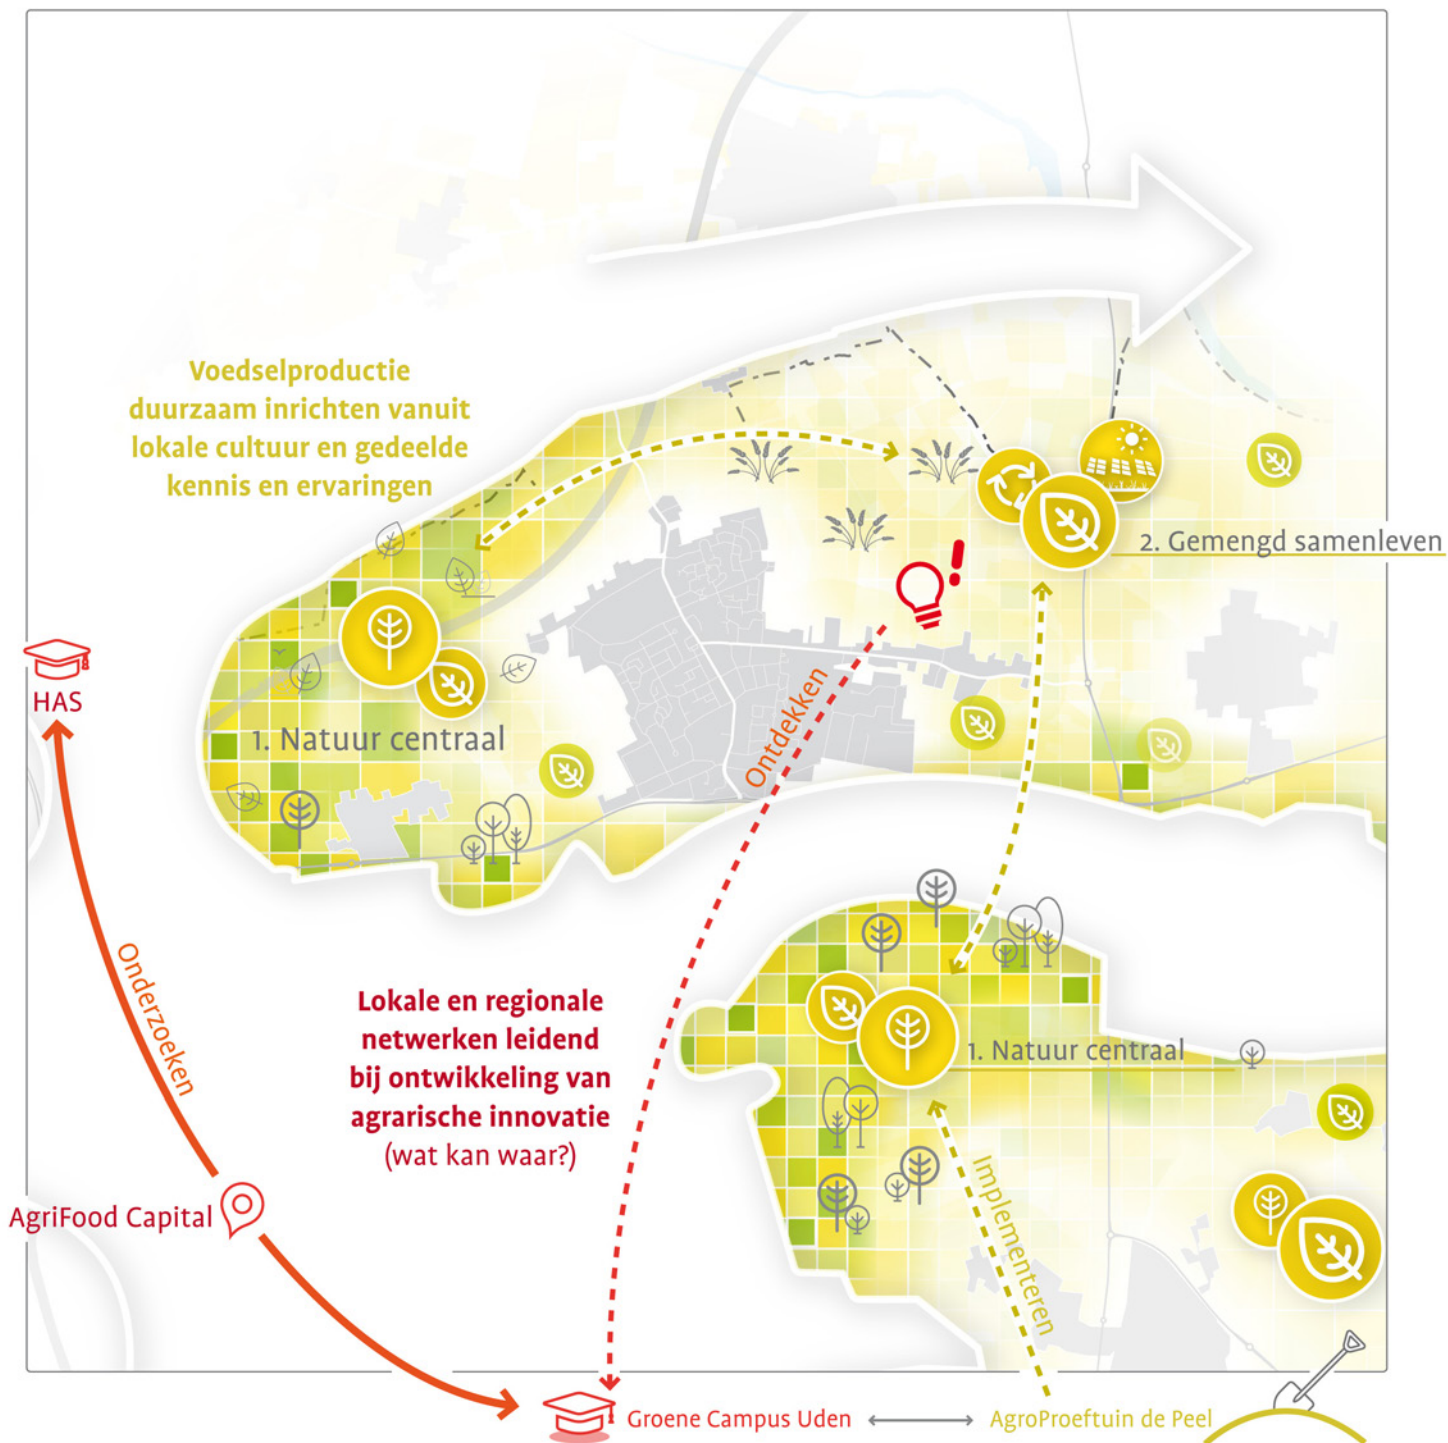 Voedselproductie
duurzaam inrichten vanuit
lokale cultuur en gedeelde
kennis en ervaringen
2. Gemengd samenleven
HAS
1. Natuur centraal
Ontdekken
Onderzoeken
Lokale en regionale
netwerken leidend
bij ontwikkeling van
agrarische innovatie
(wat kan waar?)
1. Natuur centraal
Implementeren
AgriFood Capital
Groene Campus Uden
AgroProeftuin de Peel